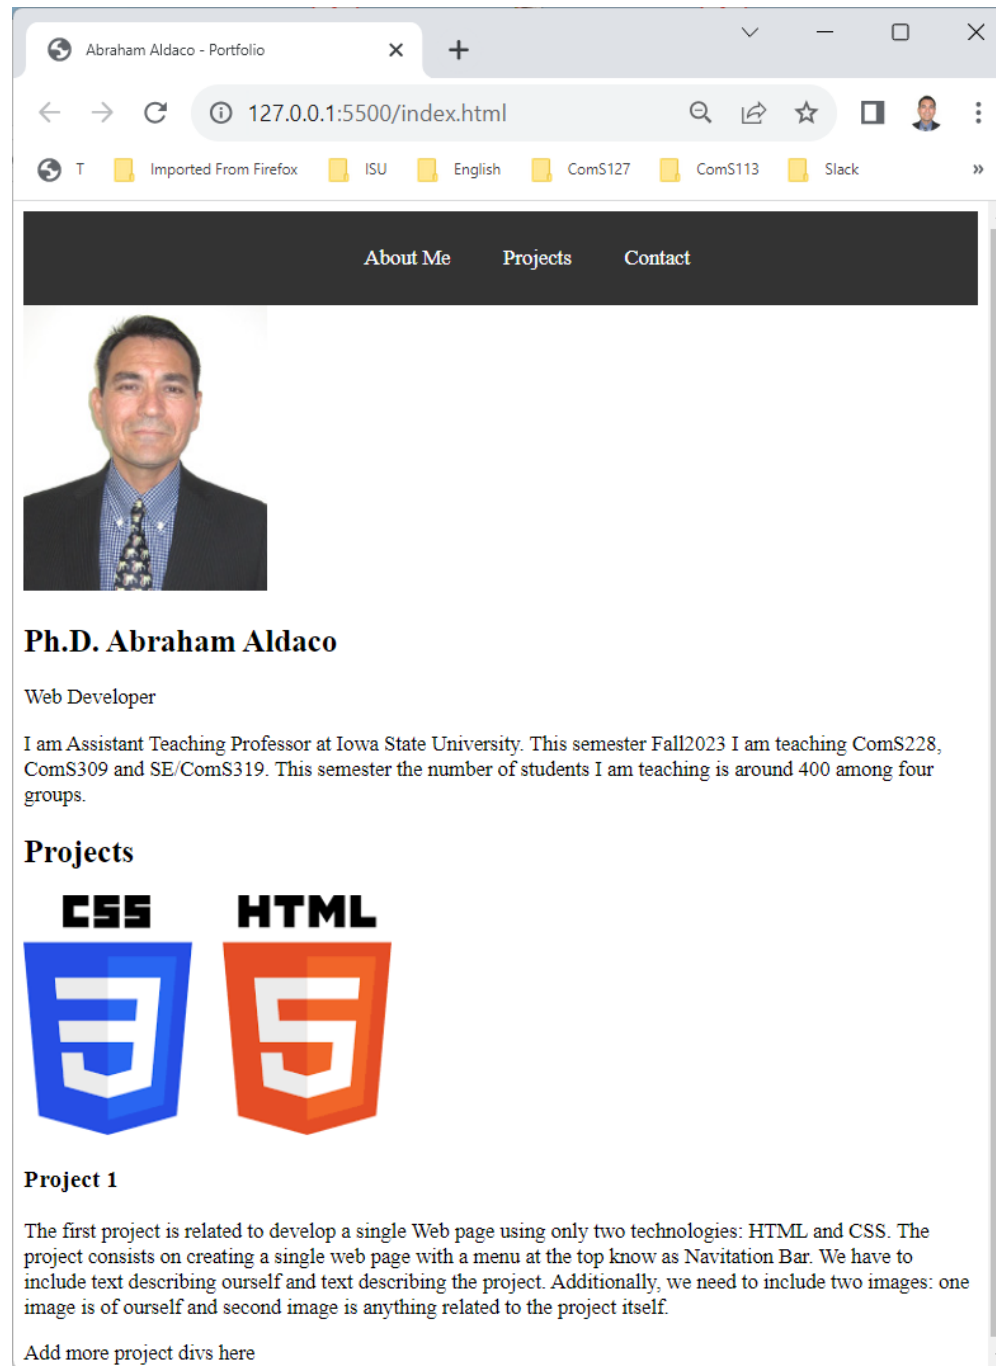 Abraham Aldaco - Portfolio
127.0.0.1:5500/index.html
T Imported From Firefox ISU English ComS127 ComS113 Slack »
About Me Projects Contact
Ph.D. Abraham Aldaco
Web Developer
I am Assistant Teaching Professor at Iowa State University. This semester Fall2023 I am teaching ComS228,
ComS309 and SE/ComS319. This semester the number of students I am teaching is around 400 among four
groups.
Projects
CSS HTML
3 5
Project 1
The first project is related to develop a single Web page using only two technologies: HTML and CSS. The
project consists on creating a single web page with a menu at the top know as Navitation Bar. We have to
include text describing ourself and text describing the project. Additionally, we need to include two images: one
image is of ourself and second image is anything related to the project itself.
Add more project divs here